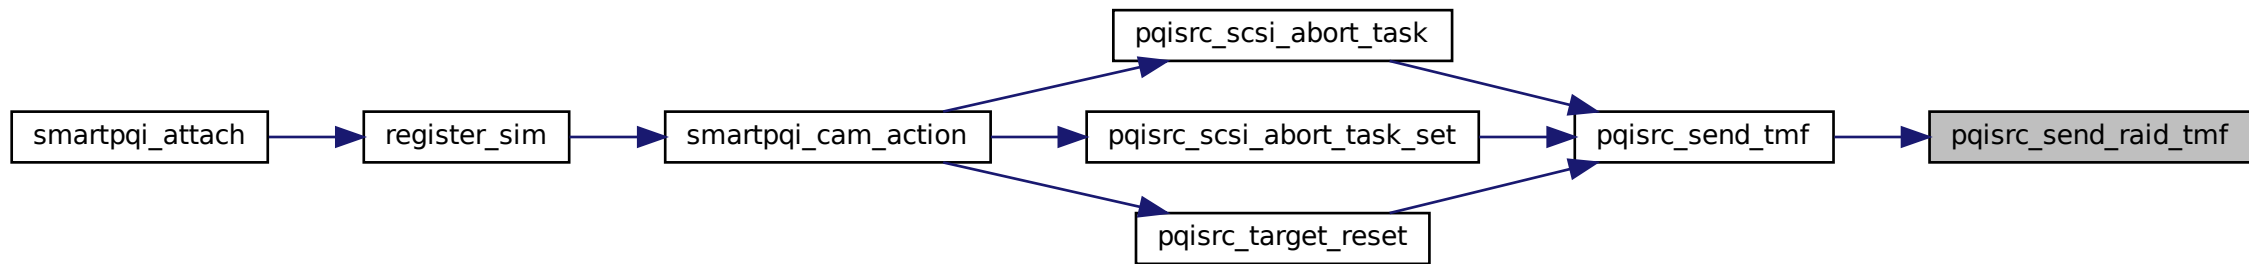 pqisrc_scsi_abort_task
smartpqi_attach
register_sim
smartpqi_cam_action
pqisrc_scsi_abort_task_set
pqisrc_send_tmf
pqisrc_send_raid_tmf
pqisrc_target_reset